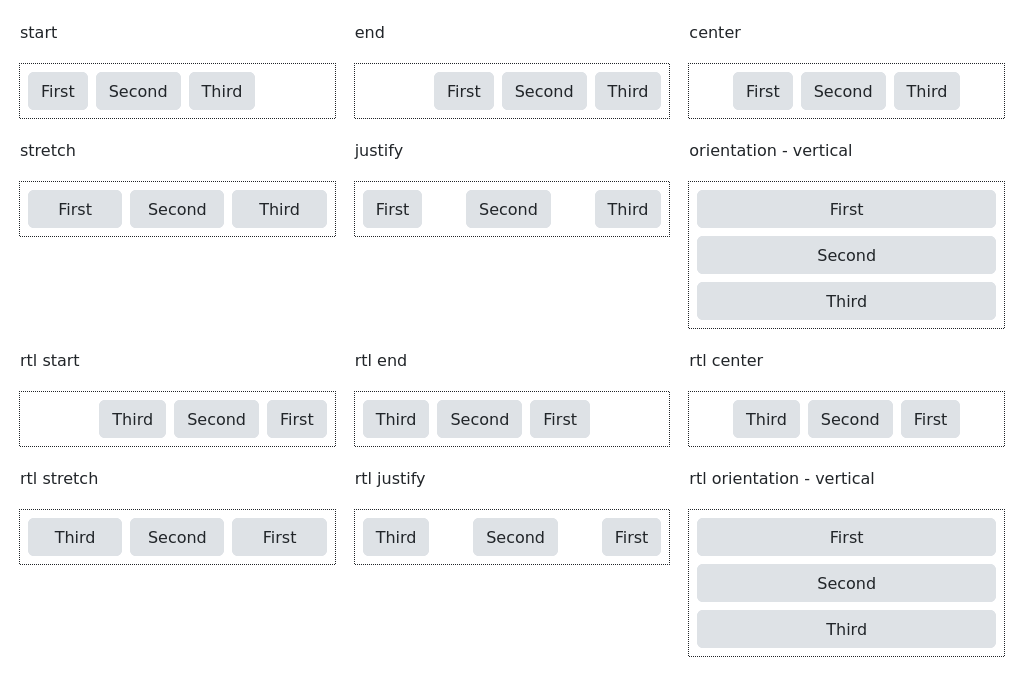 start end center
First Second Third First Second Third First Second Third
stretch justify orientation - vertical
First Second Third First Second Third First
Second
Third
rtl start rtl end rtl center
Third Second First Third Second First Third Second First
rtl stretch rtl justify rtl orientation - vertical
Third Second First Third Second First First
Second
Third